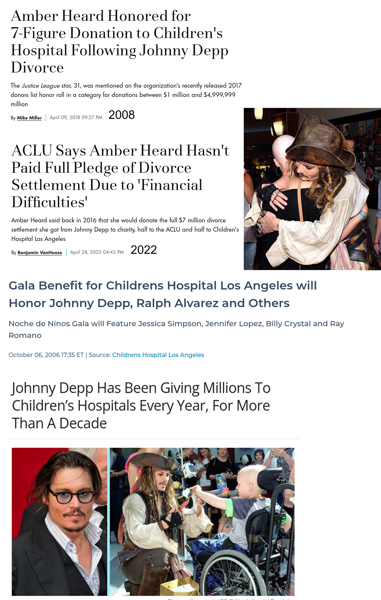 Amber Heard Honored for
7-Figure Donation to Children's
Hospital Following Johnny Depp
Divorce
The Justice League star, 31, was mentioned on the organization's recently released 2017
donors list honor roll in a category for donations between $1 million and $4,999,999
million
By Mike Miller | April 09, 2018 09:27 PM 2008
ACLU Says Amber Heard Hasn't
Paid Full Pledge of Divorce
Settlement Due to 'Financial
Difficulties'
Amber Heard said back in 2016 that she would donate the full $7 million divorce
settlement she got from Johnny Depp to charity, half to the ACLU and half to Children's
Hospital Los Angeles
By Benjamin VanHoose | April 28, 2022 04:45 PM 2022
Gala Benefit for Childrens Hospital Los Angeles will
Honor Johnny Depp, Ralph Alvarez and Others
Noche de Ninos Gala will Feature Jessica Simpson, Jennifer Lopez, Billy Crystal and Ray
Romano
October 06, 2006 17:35 ET | Source: Childrens Hospital Los Angeles
Johnny Depp Has Been Giving Millions To
Children's Hospitals Every Year, For More
Than A Decade